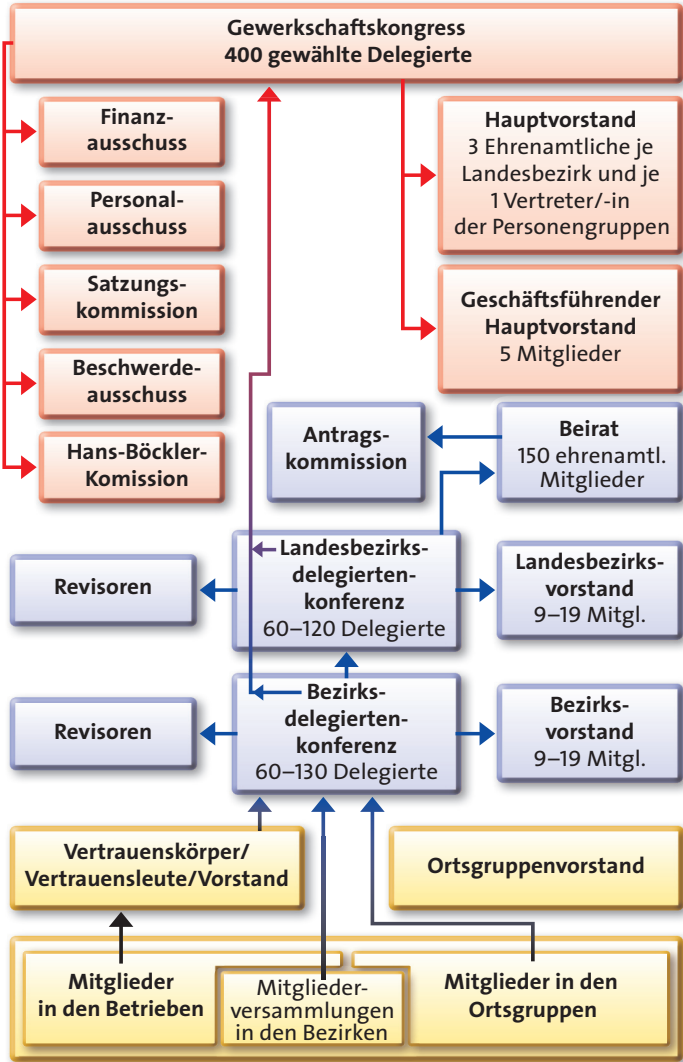 Gewerkschaftskongress
400 gewählte Delegierte
Finanz-
ausschuss
Personal-
ausschuss
Satzungs-
kommission
Beschwerde-
ausschuss
Hans-Böckler-
Komission
Hauptvorstand
3 Ehrenamtliche je
Landesbezirk und je
1 Vertreter/-in
der Personengruppen
Geschäftsführender
Hauptvorstand
5 Mitglieder
Antrags-
kommission
Beirat
150 ehrenamtl.
Mitglieder
Revisoren
Landesbezirks-
delegierten-
konferenz
60–120 Delegierte
Landesbezirks-
vorstand
9–19 Mitgl.
Revisoren
Bezirks-
delegierten-
konferenz
60–130 Delegierte
Bezirks-
vorstand
9–19 Mitgl.
Vertrauenskörper/
Vertrauensleute/Vorstand
Ortsgruppenvorstand
Mitglieder
in den Betrieben
Mitglieder-
versammlungen
in den Bezirken
Mitglieder in den
Ortsgruppen